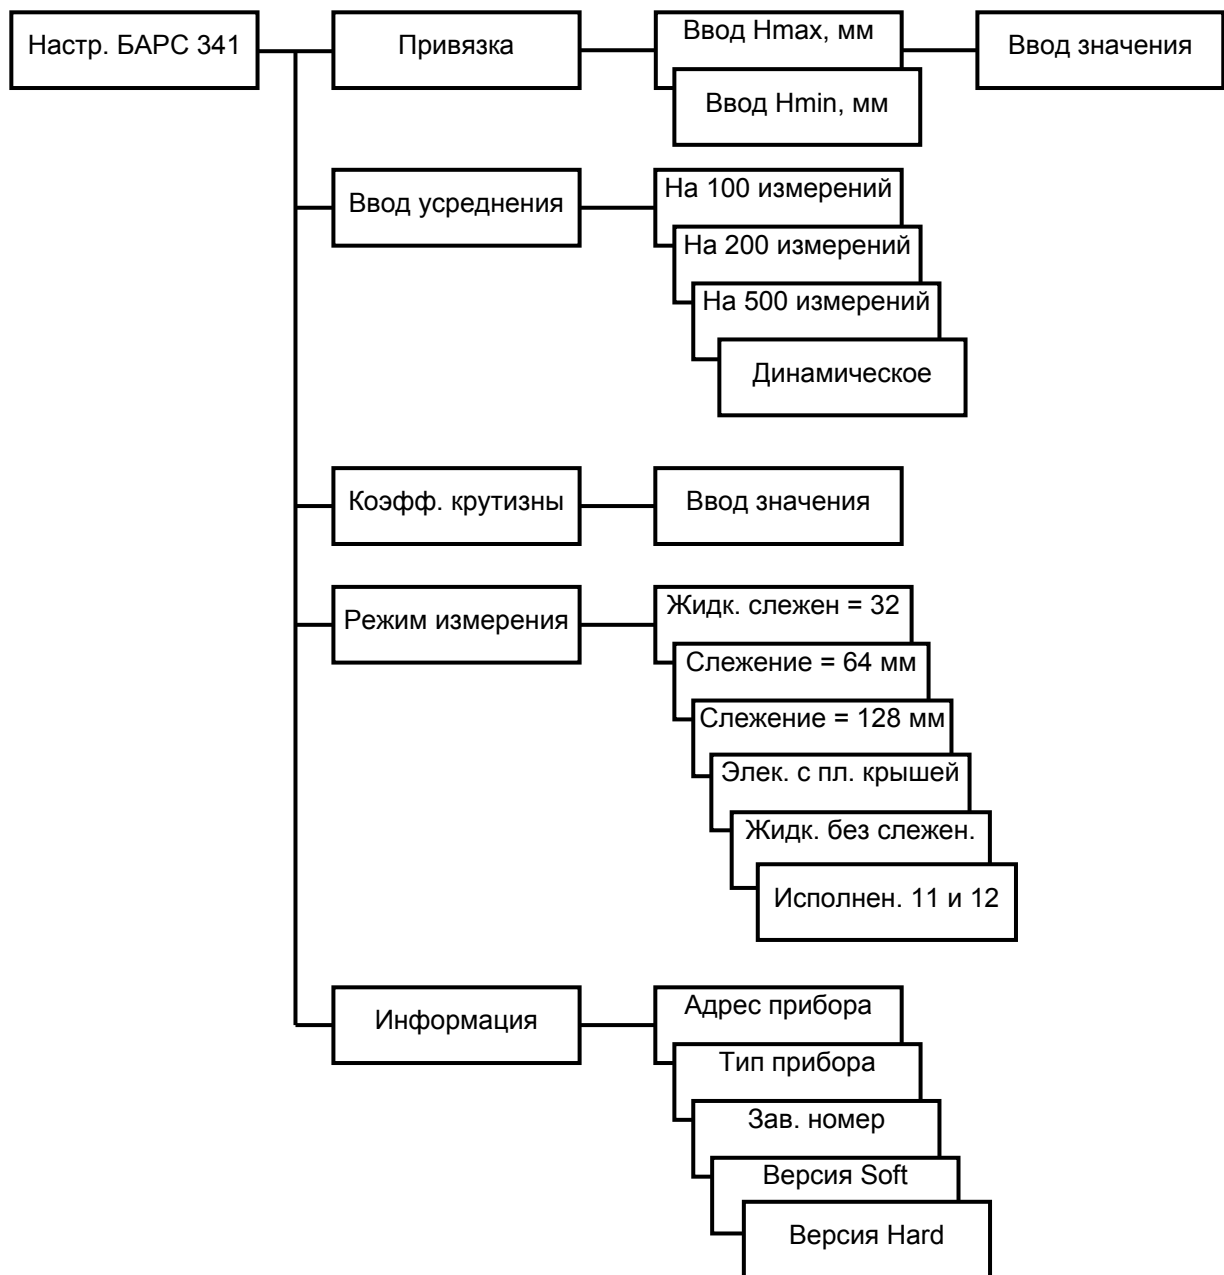 Настр. БАРС 341
Привязка
Ввод Hmax, мм
Ввод значения
Ввод Hmin, мм
Ввод усреднения
На 100 измерений
На 200 измерений
На 500 измерений
Динамическое
Коэфф. крутизны
Ввод значения
Режим измерения
Жидк. слежен = 32
Слежение = 64 мм
Слежение = 128 мм
Элек. с пл. крышей
Жидк. без слежен.
Исполнен. 11 и 12
Информация
Адрес прибора
Тип прибора
Зав. номер
Версия Soft
Версия Hard